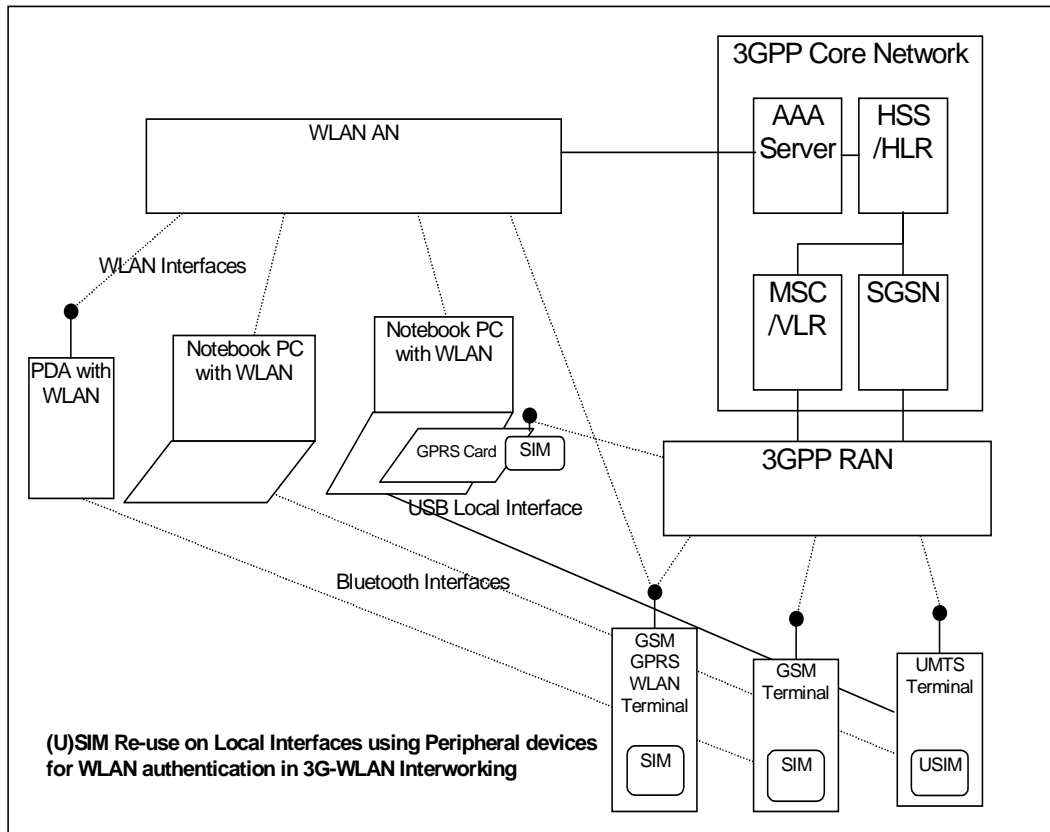 3GPP Core Network
AAA
Server
HSS
/HLR
WLAN AN
MSC
/VLR
SGSN
WLAN Interfaces
PDA with
WLAN
Notebook PC
with WLAN
Notebook PC
with WLAN
GPRS Card
SIM
USB Local Interface
3GPP RAN
Bluetooth Interfaces
GSM
GPRS
WLAN
Terminal
SIM
GSM
Terminal
SIM
UMTS
Terminal
USIM
(U)SIM Re-use on Local Interfaces using Peripheral devices
for WLAN authentication in 3G-WLAN Interworking